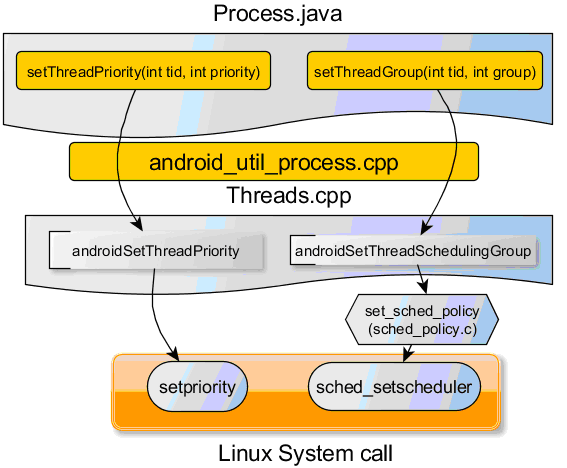 Process.java
setThreadPriority(int tid, int priority)
setThreadGroup(int tid, int group)
android_util_process.cpp
Threads.cpp
androidSetThreadPriority
androidSetThreadSchedulingGroup
set_sched_policy
(sched_policy.c)
setpriority
sched_setscheduler
Linux System call